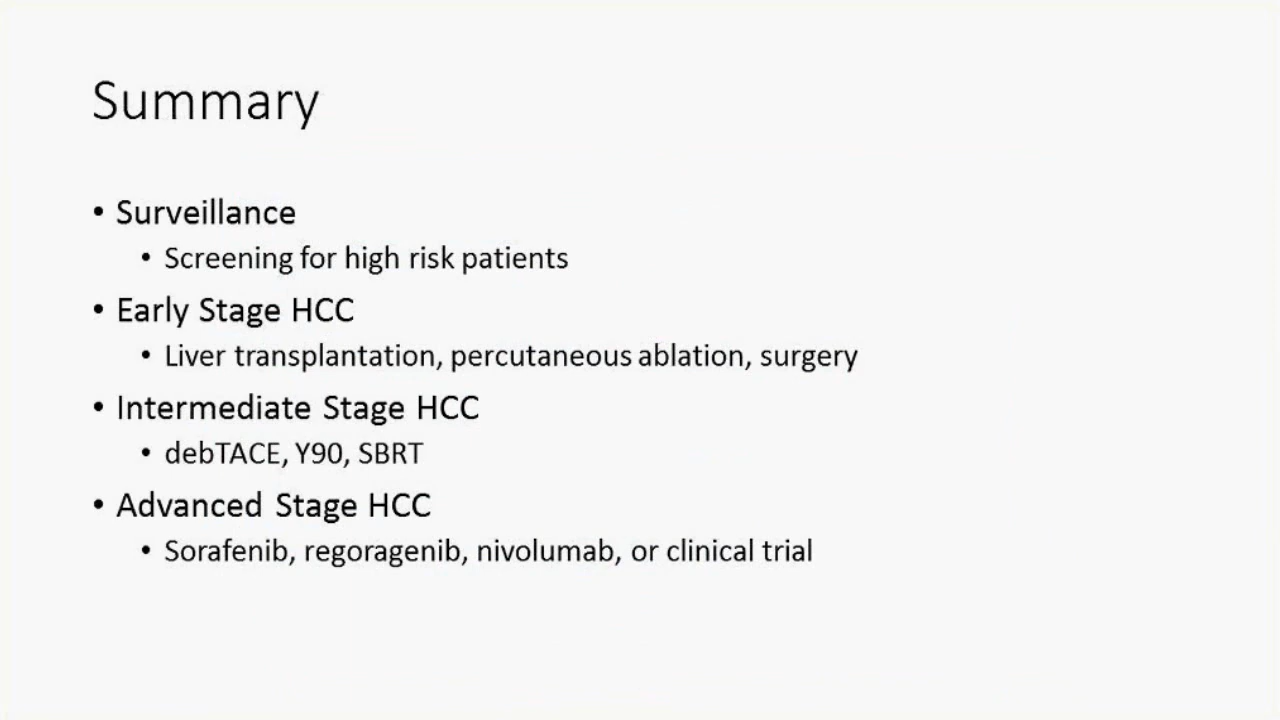 Summary
• Surveillance
• Screening for high risk patients
• Early Stage HCC
• Liver transplantation, percutaneous ablation, surgery
• Intermediate Stage HCC
• debTACE, Y90, SBRT
• Advanced Stage HCC
• Sorafenib, regoragenib, nivolumab, or clinical trial